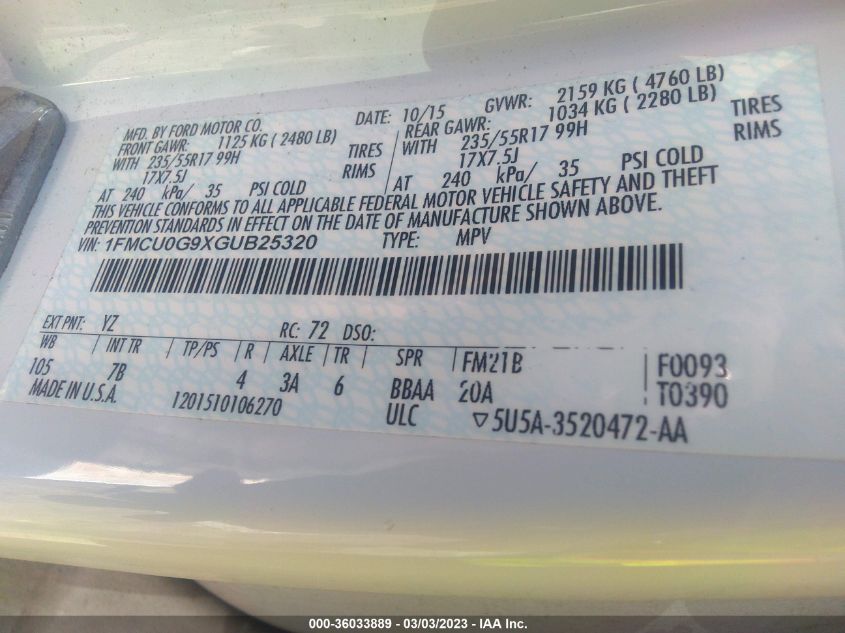 MFD. BY FORD MOTOR CO. DATE: 10/15 GVWR: 2159 KG ( 4760 LB)
FRONT GAWR: 1125 KG ( 2480 LB) REAR GAWR: 1034 KG ( 2280 LB)
WITH 235/55R17 99H TIRES WITH 235/55R17 99H TIRES
17X7.5J RIMS 17X7.5J RIMS
AT 240 kPa/ 35 PSI COLD AT 240 kPa/ 35 PSI COLD
THIS VEHICLE CONFORMS TO ALL APPLICABLE FEDERAL MOTOR VEHICLE SAFETY AND THEFT
PREVENTION STANDARDS IN EFFECT ON THE DATE OF MANUFACTURE SHOWN ABOVE.
VIN: 1FMCU0G9XGUB25320 TYPE: MPV
EXT PNT: YZ RC: 72 DSO:
WB INT TR TP/PS R AXLE TR SPR FM21B F0093
105 7B 4 3A 6 BBAA 20A T0390
MADE IN U.S.A. 1201510106270 ULC ▽5U5A-3520472-AA
000-36033889 - 03/03/2023 - IAA Inc.